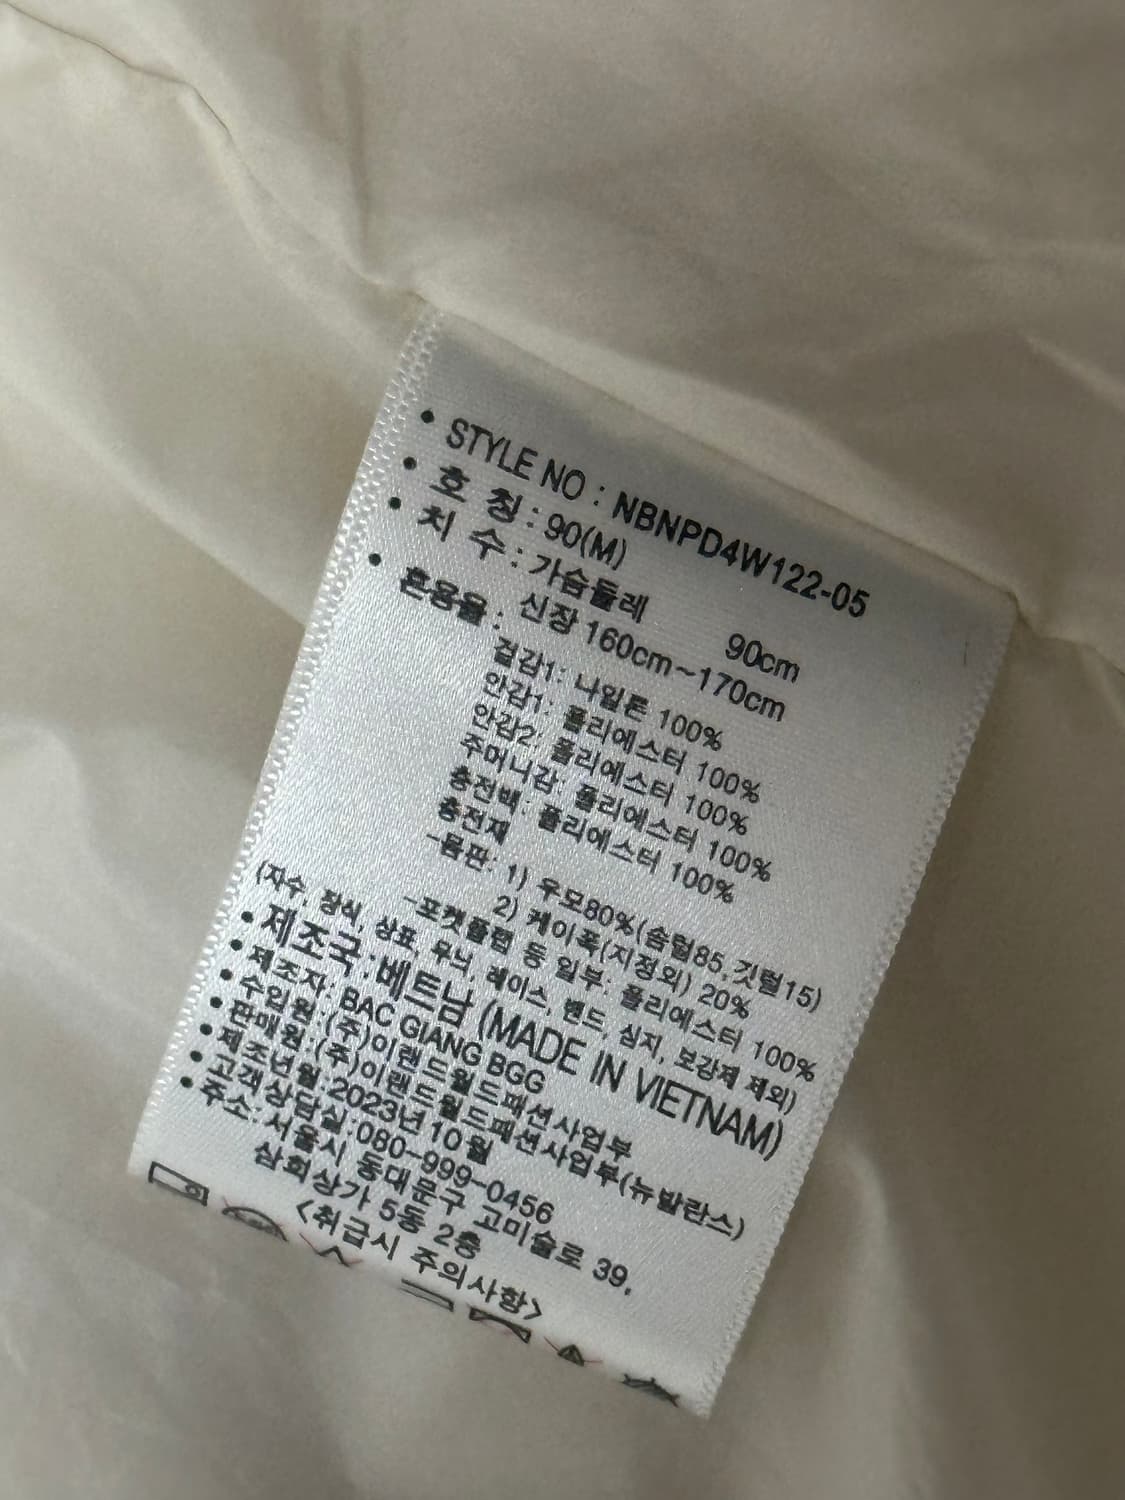 • STYLE NO : NBNPD4W122-05
• 호 칭 : 90(M)
• 치 수 : 가슴둘레 90cm
신장 160cm~170cm
• 혼용율 :
겉감1: 나일론 100%
안감1: 폴리에스터 100%
안감2: 폴리에스터 100%
주머니감: 폴리에스터 100%
충전백: 폴리에스터 100%
충전재
-몸판: 1) 우모80%(솜털85, 깃털15)
2) 케이폭(지정외) 20%
-포켓플랩 등 일부: 폴리에스터 100%
(자수, 장식, 상표, 무늬, 레이스, 밴드, 심지, 보강제 제외)
• 제조국:베트남 (MADE IN VIETNAM)
• 제조자: BAC GIANG BGG
• 수입원:(주)이랜드월드패션사업부
• 판매원:(주)이랜드월드패션사업부(뉴발란스)
• 제조년월:2023년 10월
• 고객상담실:080-999-0456
• 주소:서울시 동대문구 고미술로 39,
삼희상가 5동 2층
<취급시 주의사항>